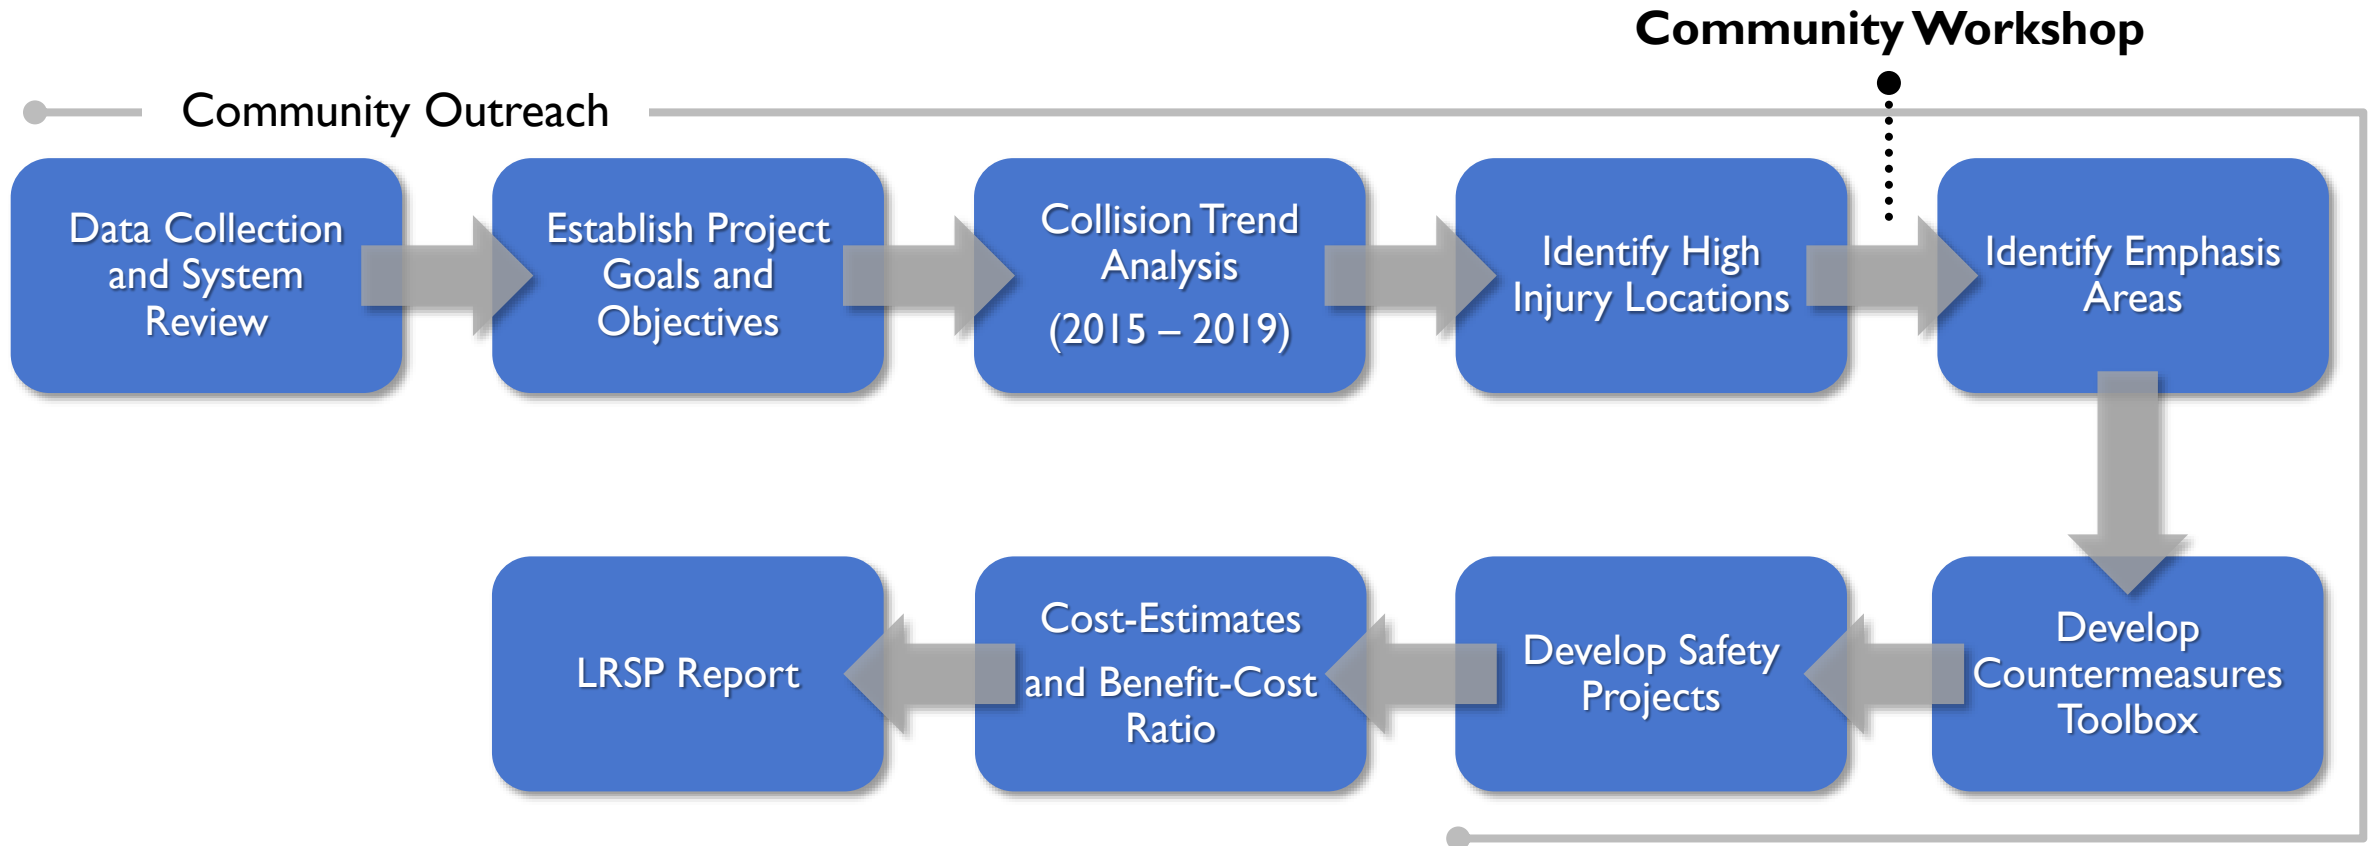 Community Workshop
Community Outreach
Data Collection
and System
Review
Establish Project
Goals and
Objectives
Collision Trend
Analysis
(2015 – 2019)
Identify High
Injury Locations
Identify Emphasis
Areas
Develop
Countermeasures
Toolbox
Develop Safety
Projects
Cost-Estimates
and Benefit-Cost
Ratio
LRSP Report